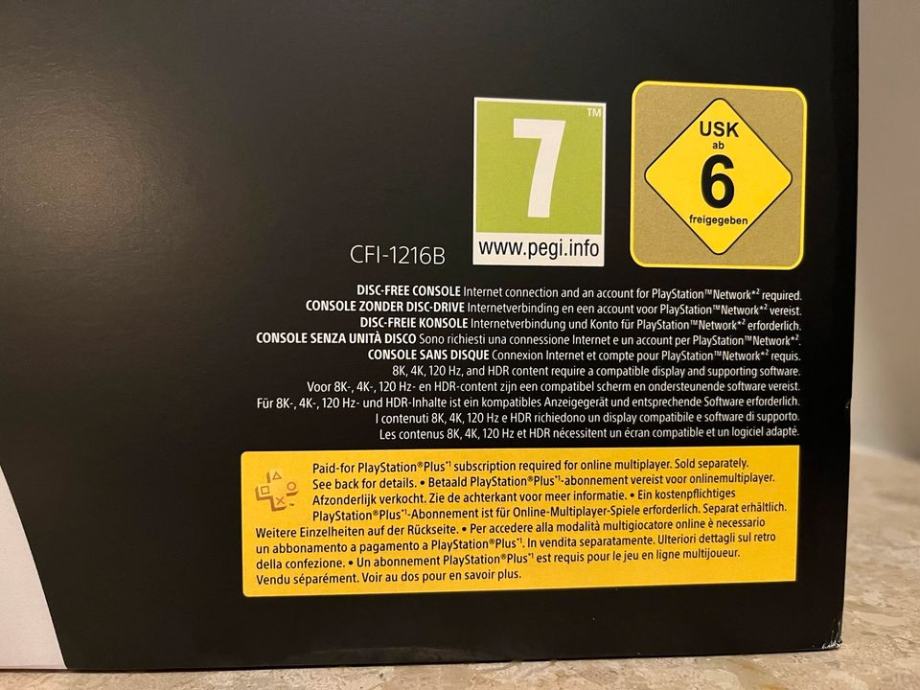 7
TM
www.pegi.info
USK
ab
6
freigegeben
CFI-1216B
DISC-FREE CONSOLE Internet connection and an account for PlayStation™Network*² required.
CONSOLE ZONDER DISC-DRIVE Internetverbinding en een account voor PlayStation™Network*² vereist.
DISC-FREIE KONSOLE Internetverbindung und Konto für PlayStation™Network*² erforderlich.
CONSOLE SENZA UNITÀ DISCO Sono richiesti una connessione Internet e un account per PlayStation™Network*².
CONSOLE SANS DISQUE Connexion Internet et compte pour PlayStation™Network*² requis.
8K, 4K, 120 Hz, and HDR content require a compatible display and supporting software.
Voor 8K-, 4K-, 120 Hz- en HDR-content zijn een compatibel scherm en ondersteunende software vereist.
Für 8K-, 4K-, 120 Hz- und HDR-Inhalte ist ein kompatibles Anzeigegerät und entsprechende Software erforderlich.
I contenuti 8K, 4K, 120 Hz e HDR richiedono un display compatibile e software di supporto.
Les contenus 8K, 4K, 120 Hz et HDR nécessitent un écran compatible et un logiciel adapté.
Paid-for PlayStation®Plus*¹ subscription required for online multiplayer. Sold separately.
See back for details. • Betaald PlayStation®Plus*¹-abonnement vereist voor onlinemultiplayer.
Afzonderlijk verkocht. Zie de achterkant voor meer informatie. • Ein kostenpflichtiges
PlayStation®Plus*¹-Abonnement ist für Online-Multiplayer-Spiele erforderlich. Separat erhältlich.
Weitere Einzelheiten auf der Rückseite. • Per accedere alla modalità multigiocatore online è necessario
un abbonamento a pagamento a PlayStation®Plus*¹. In vendita separatamente. Ulteriori dettagli sul retro
della confezione. • Un abonnement PlayStation®Plus*¹ est requis pour le jeu en ligne multijoueur.
Vendu séparément. Voir au dos pour en savoir plus.